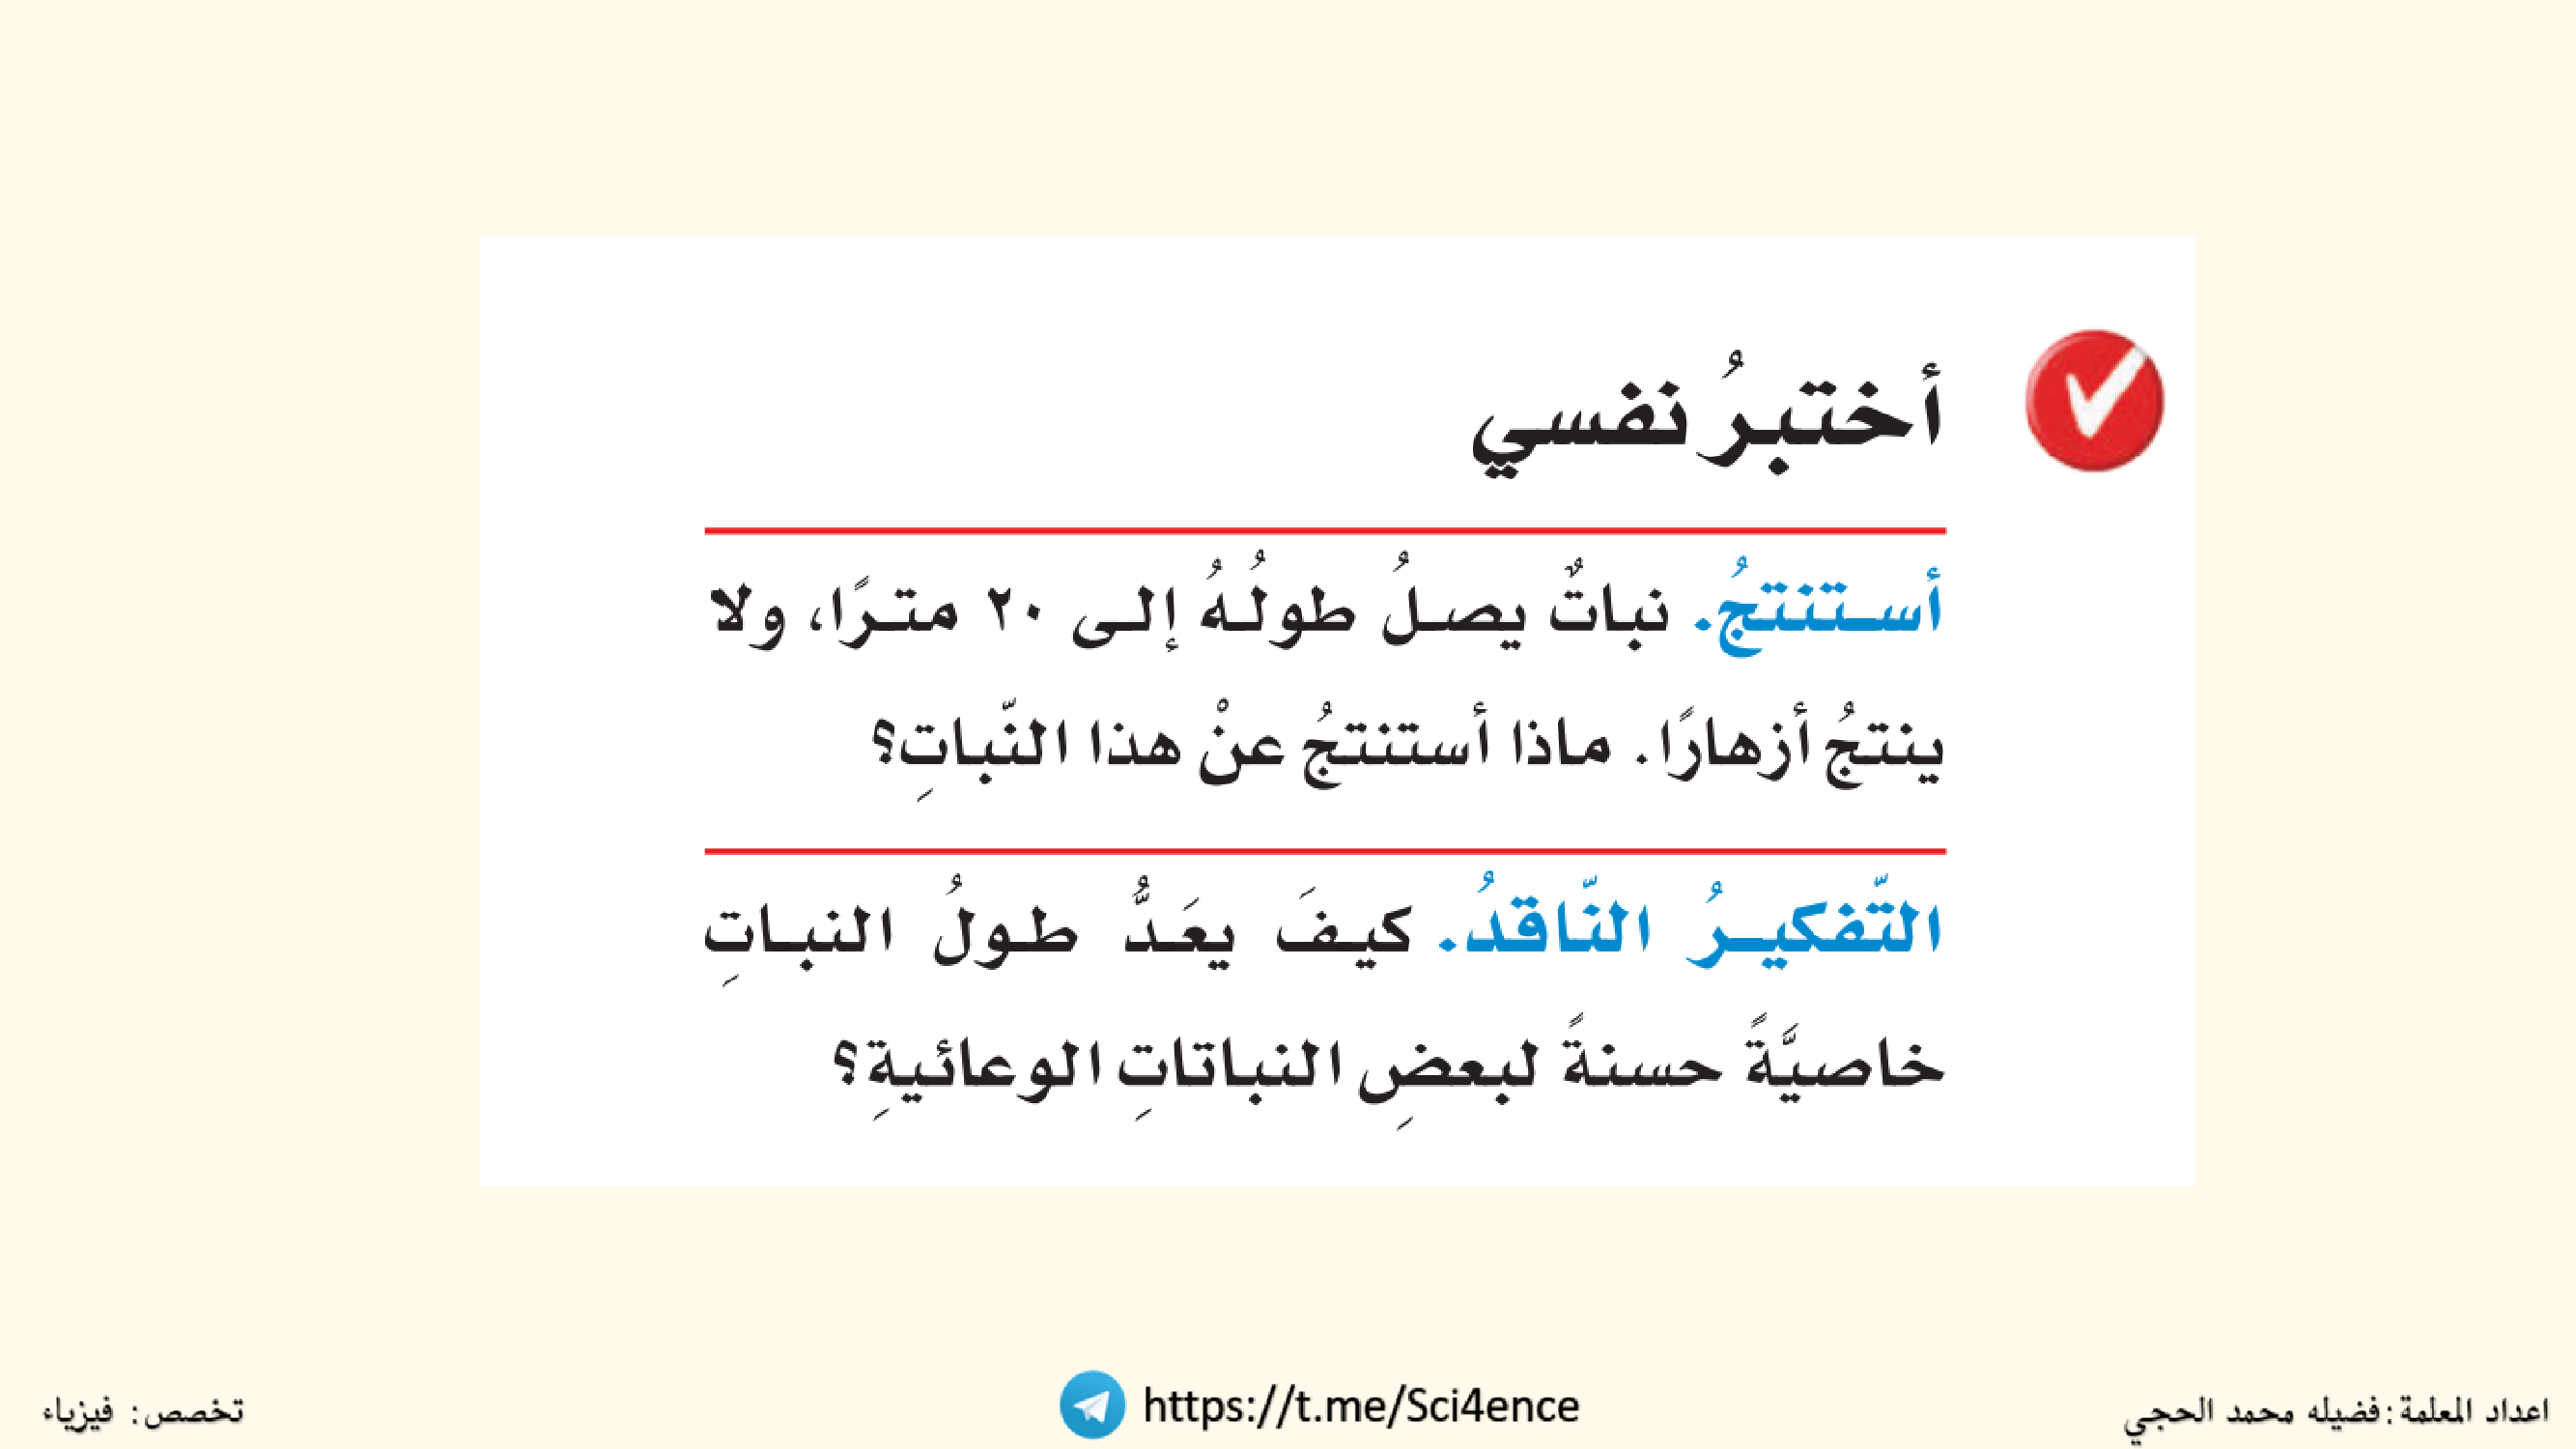 أختبرُ نفسي
أستنتجُ. نباتٌ يصلُ طولُهُ إلى ٢٠ مترًا، ولا
ينتجُ أزهارًا. ماذا أستنتجُ عنْ هذا النّباتِ؟
التّفكيرُ النّاقدُ. كيفَ يعَدُّ طولُ النباتِ
خاصيَّةً حسنةً لبعضِ النباتاتِ الوعائيةِ؟
اعداد المعلمة:فضيله محمد الحجي
https://t.me/Sci4ence
تخصص: فيزياء